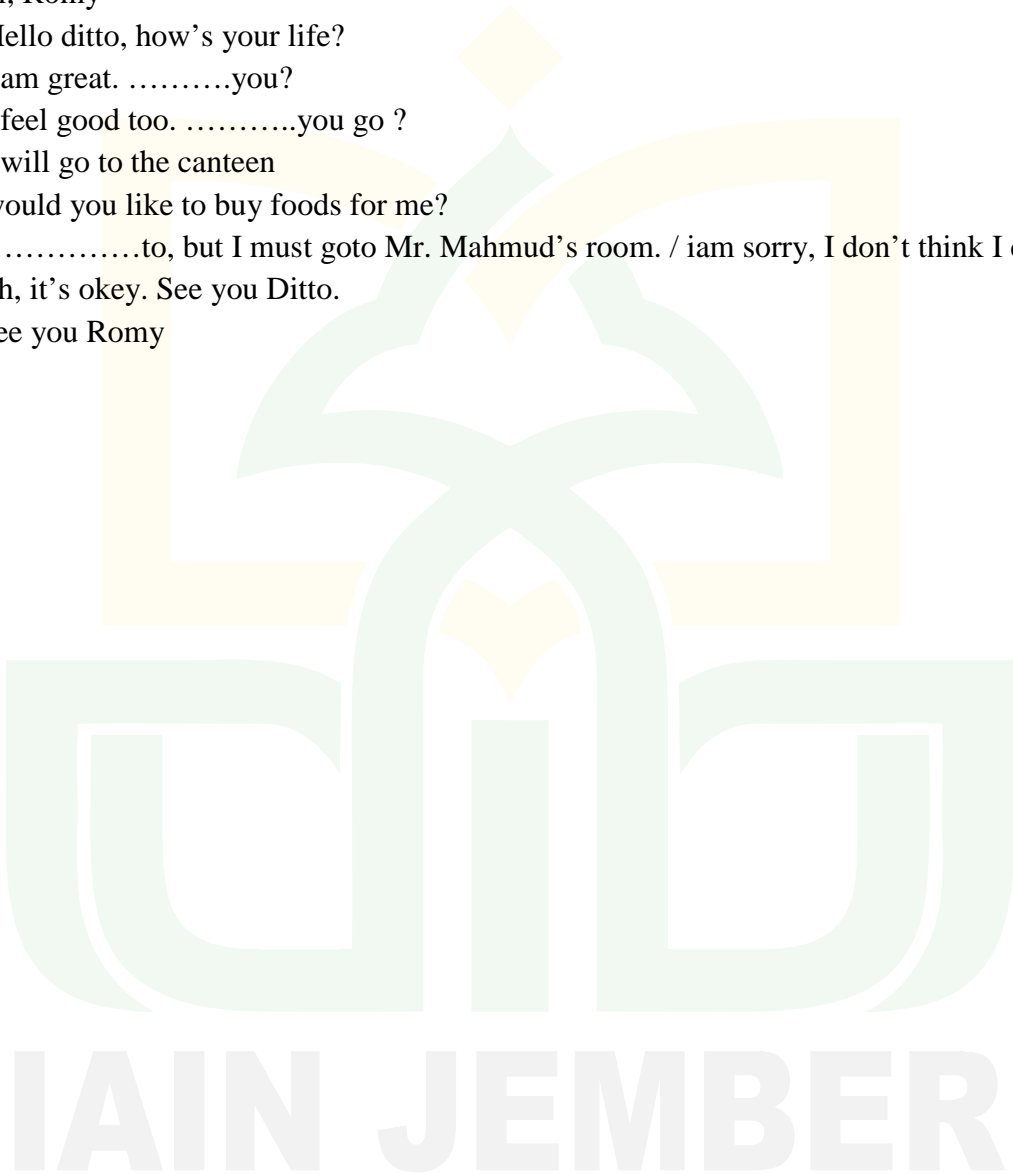 , Romy
ello ditto, how’s your life?
am great. ……….you?
feel good too. ………..you go ?
will go to the canteen
would you like to buy foods for me?
………….to, but I must goto Mr. Mahmud’s room. / iam sorry, I don’t think I
h, it’s okey. See you Ditto.
ee you Romy
IAIN JEMBER